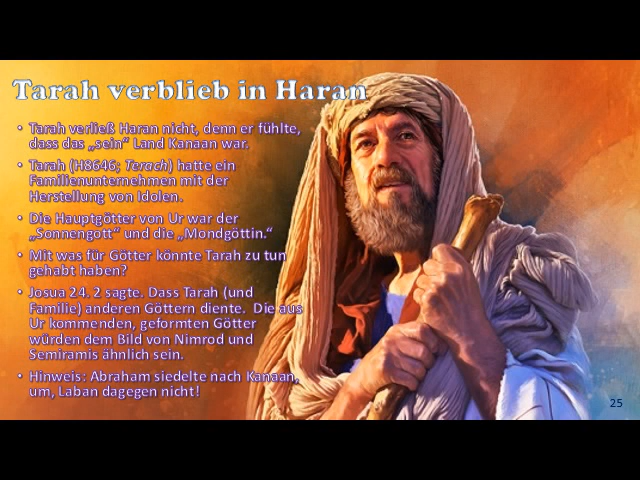 Tarah verblieb in Haran
• Tarah verließ Haran nicht, denn er fühlte,
dass das „sein“ Land Kanaan war.
• Tarah (H8646; Terach) hatte ein
Familienunternehmen mit der
Herstellung von Idolen.
• Die Hauptgötter von Ur war der
„Sonnengott“ und die „Mondgöttin.“
• Mit was für Götter könnte Tarah zu tun
gehabt haben?
• Josua 24. 2 sagte. Dass Tarah (und
Familie) anderen Göttern diente. Die aus
Ur kommenden, geformten Götter
würden dem Bild von Nimrod und
Semiramis ähnlich sein.
• Hinweis: Abraham siedelte nach Kanaan,
um, Laban dagegen nicht!
25